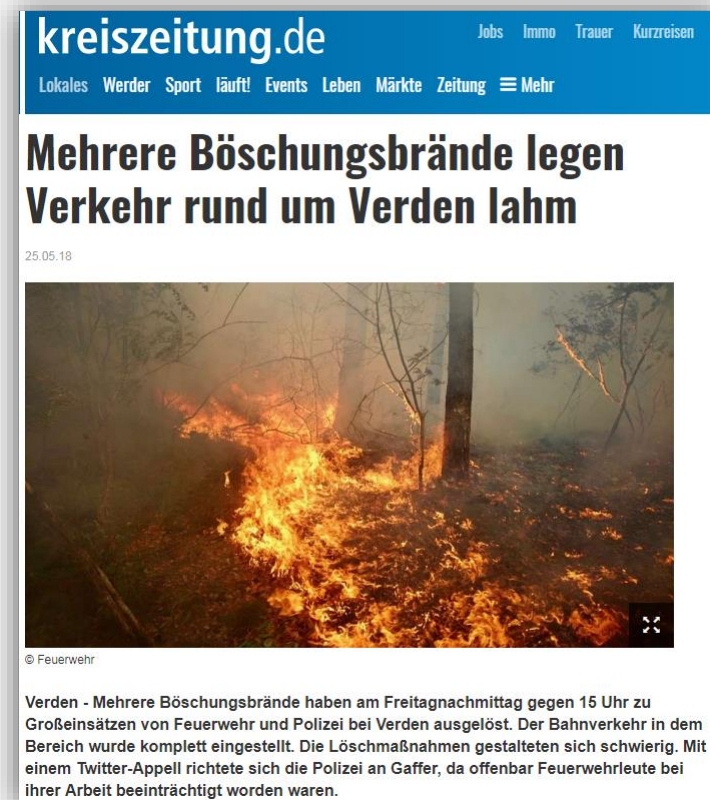 kreiszeitung.de
Jobs Immo Trauer Kurzreisen
Lokales Werder Sport läuft! Events Leben Märkte Zeitung Mehr
Mehrere Böschungsbrände legen
Verkehr rund um Verden lahm
25.05.18
© Feuerwehr
Verden - Mehrere Böschungsbrände haben am Freitagnachmittag gegen 15 Uhr zu
Großeinsätzen von Feuerwehr und Polizei bei Verden ausgelöst. Der Bahnverkehr in dem
Bereich wurde komplett eingestellt. Die Löschmaßnahmen gestalteten sich schwierig. Mit
einem Twitter-Appell richtete sich die Polizei an Gaffer, da offenbar Feuerwehrleute bei
ihrer Arbeit beeinträchtigt worden waren.